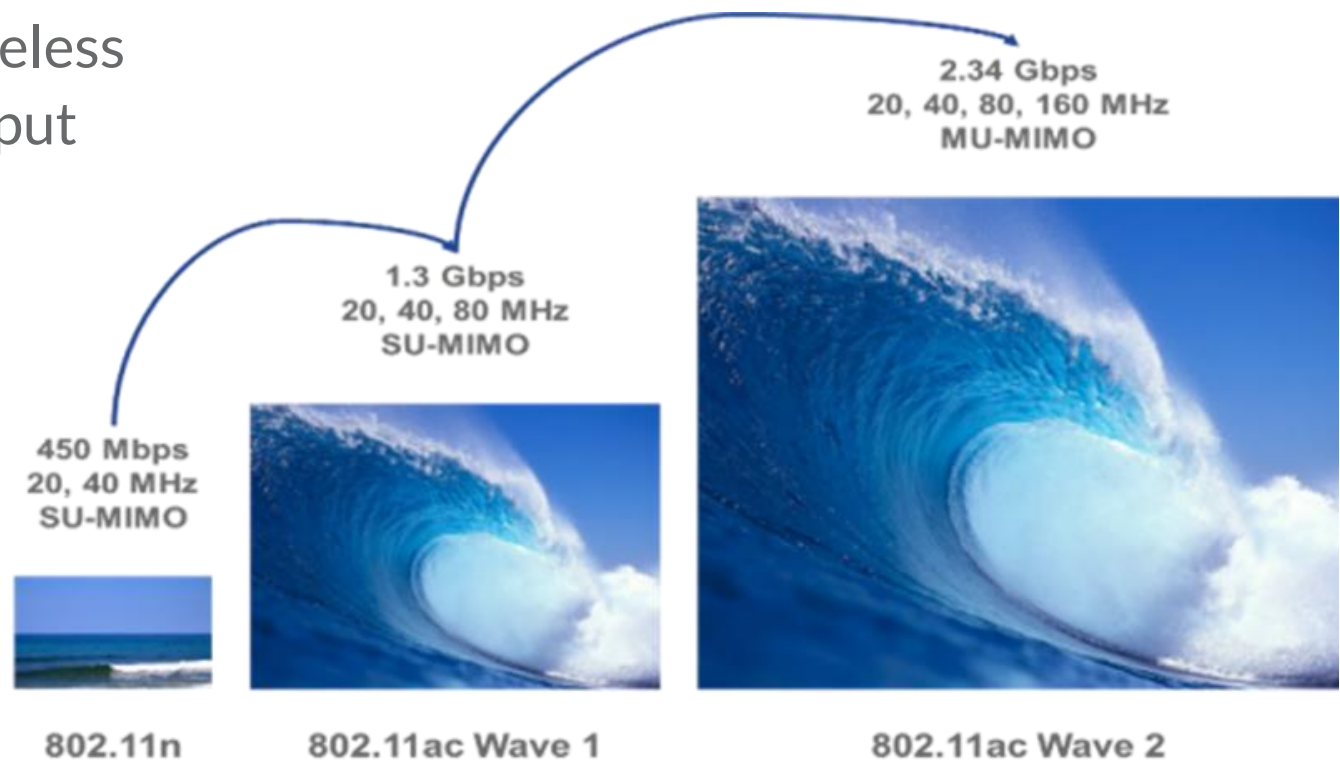 eless
put
2.34 Gbps
20, 40, 80, 160 MHz
MU-MIMO
1.3 Gbps
20, 40, 80 MHz
SU-MIMO
450 Mbps
20, 40 MHz
SU-MIMO
802.11n
802.11ac Wave 1
802.11ac Wave 2